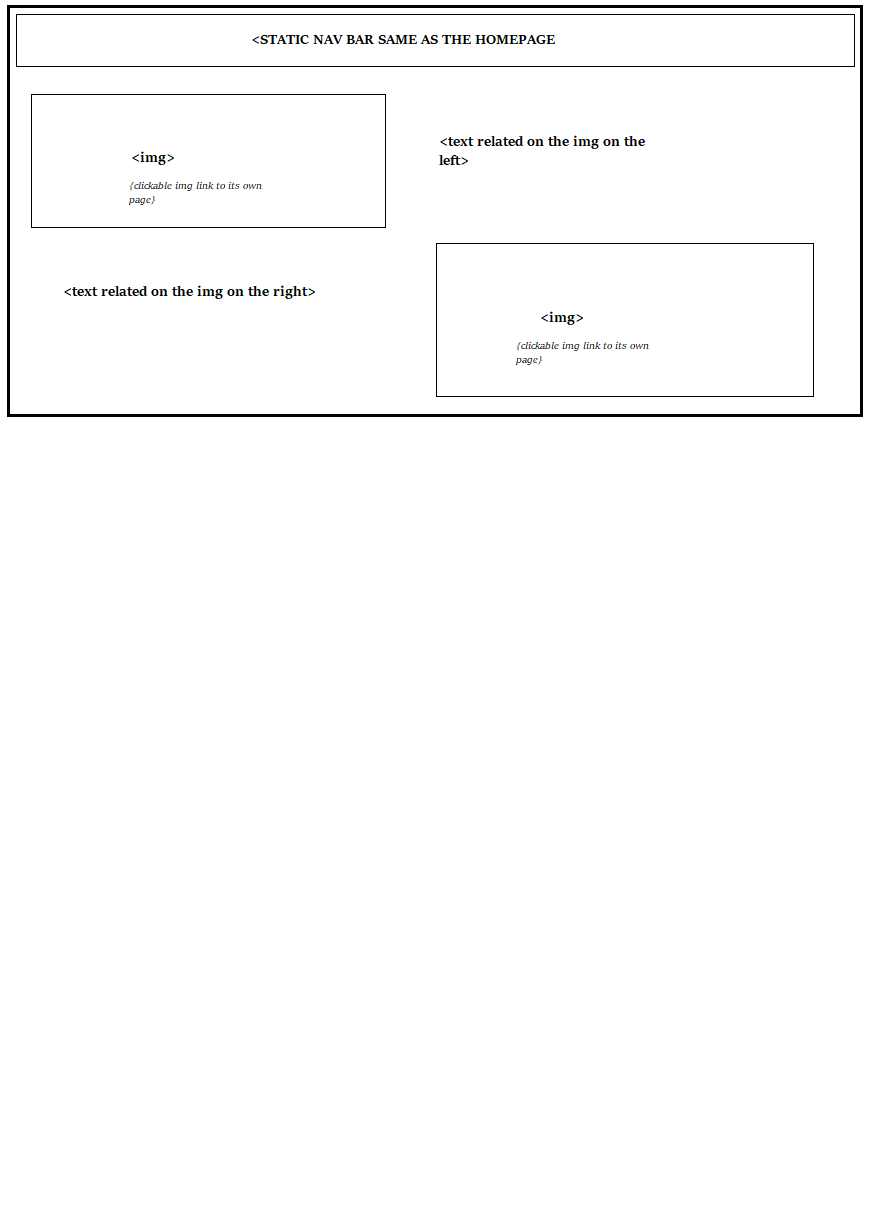 <STATIC NAV BAR SAME AS THE HOMEPAGE
<img>
{clickable img link to its own
page}
<text related on the img on the
left>
<text related on the img on the right>
<img>
{clickable img link to its own
page}